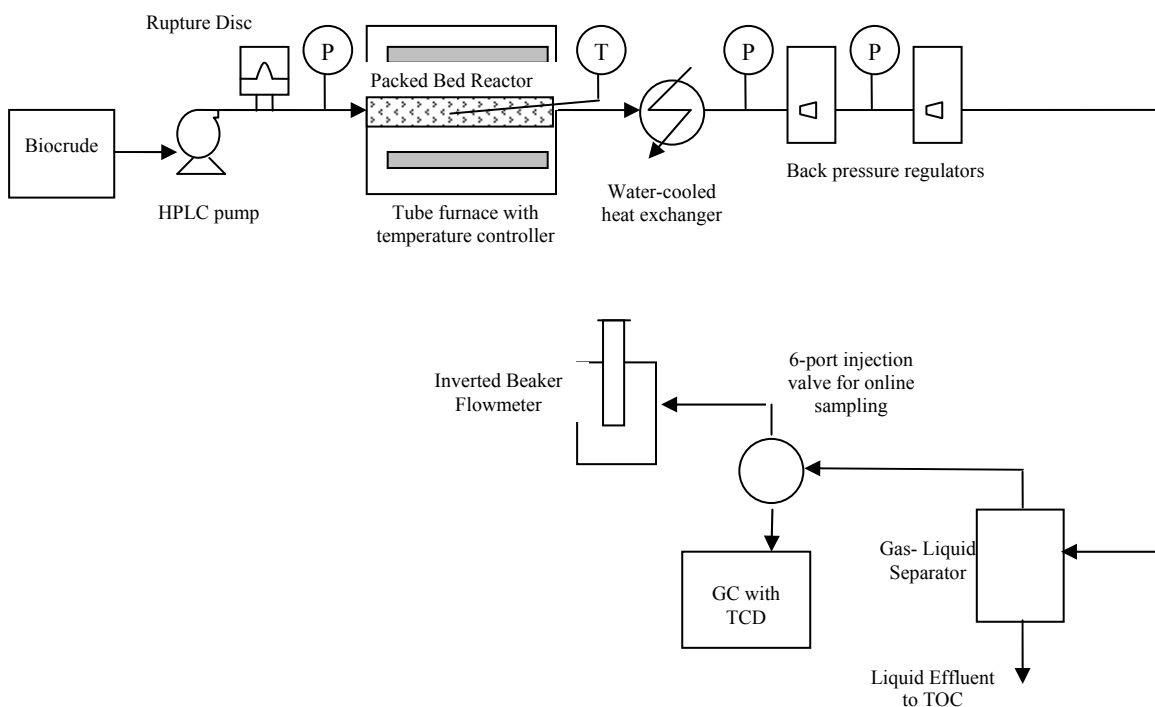 Rupture Disc
P
T
P
P
Packed Bed Reactor
Biocrude
HPLC pump
Tube furnace with
temperature controller
Water-cooled
heat exchanger
Back pressure regulators
Inverted Beaker
Flowmeter
6-port injection
valve for online
sampling
Gas- Liquid
Separator
GC with
TCD
Liquid Effluent
to TOC